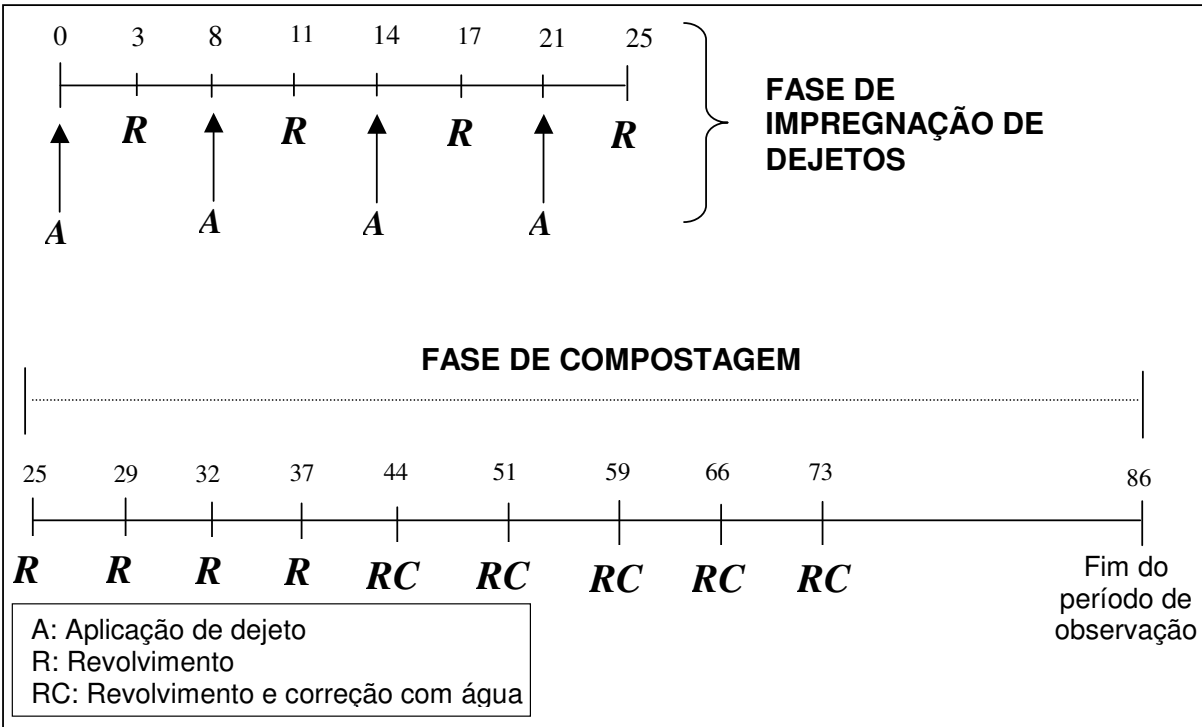 0 3 8 11 14 17 21 25
R R R R
A A A A
FASE DE
IMPREGNAÇÃO DE
DEJETOS
FASE DE COMPOSTAGEM
25 29 32 37 44 51 59 66 73 86
R R R R RC RC RC RC RC
Fim do
período de
observação
A: Aplicação de dejeto
R: Revolvimento
RC: Revolvimento e correção com água